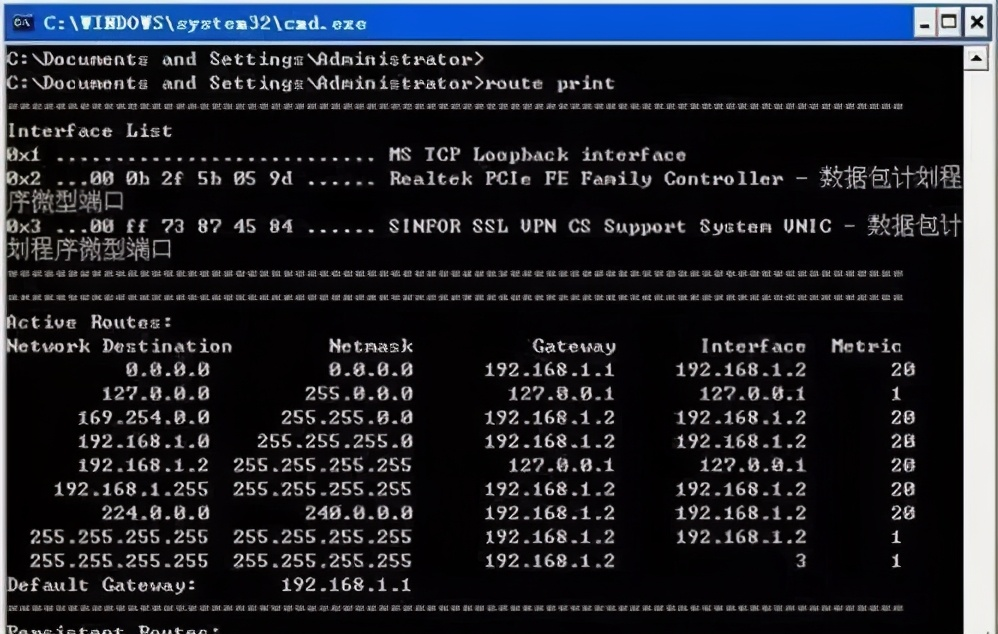 C:\WINDOWS\system32\cmd.exe
C:\Documents and Settings\Administrator>
C:\Documents and Settings\Administrator>route print
===========================================================================
Interface List
0x1 ........................... MS TCP Loopback interface
0x2 ...00 0b 2f 5b 05 9d ...... Realtek PCIe FE Family Controller - 数据包计划程
序微型端口
0x3 ...00 ff 73 87 45 84 ...... SINFOR SSL VPN CS Support System VNIC - 数据包计
划程序微型端口
===========================================================================
===========================================================================
Active Routes:
Network Destination Netmask Gateway Interface Metric
0.0.0.0 0.0.0.0 192.168.1.1 192.168.1.2 20
127.0.0.0 255.0.0.0 127.0.0.1 127.0.0.1 1
169.254.0.0 255.255.0.0 192.168.1.2 192.168.1.2 20
192.168.1.0 255.255.255.0 192.168.1.2 192.168.1.2 20
192.168.1.2 255.255.255.255 127.0.0.1 127.0.0.1 20
192.168.1.255 255.255.255.255 192.168.1.2 192.168.1.2 20
224.0.0.0 240.0.0.0 192.168.1.2 192.168.1.2 20
255.255.255.255 255.255.255.255 192.168.1.2 192.168.1.2 1
255.255.255.255 255.255.255.255 192.168.1.2 3 1
Default Gateway: 192.168.1.1
===========================================================================
Persistent Routes: